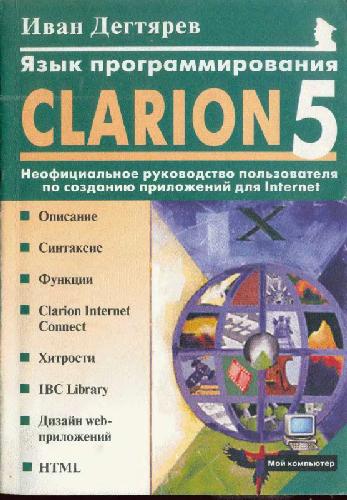 Иван Дегтярев
Язык программирования
CLARION 5
Неофициальное руководство пользователя
по созданию приложений для Internet
Описание
Синтаксис
Функции
Clarion Internet
Connect
Хитрости
IBC Library
Дизайн web-
приложений
HTML
X
Мой компьютер